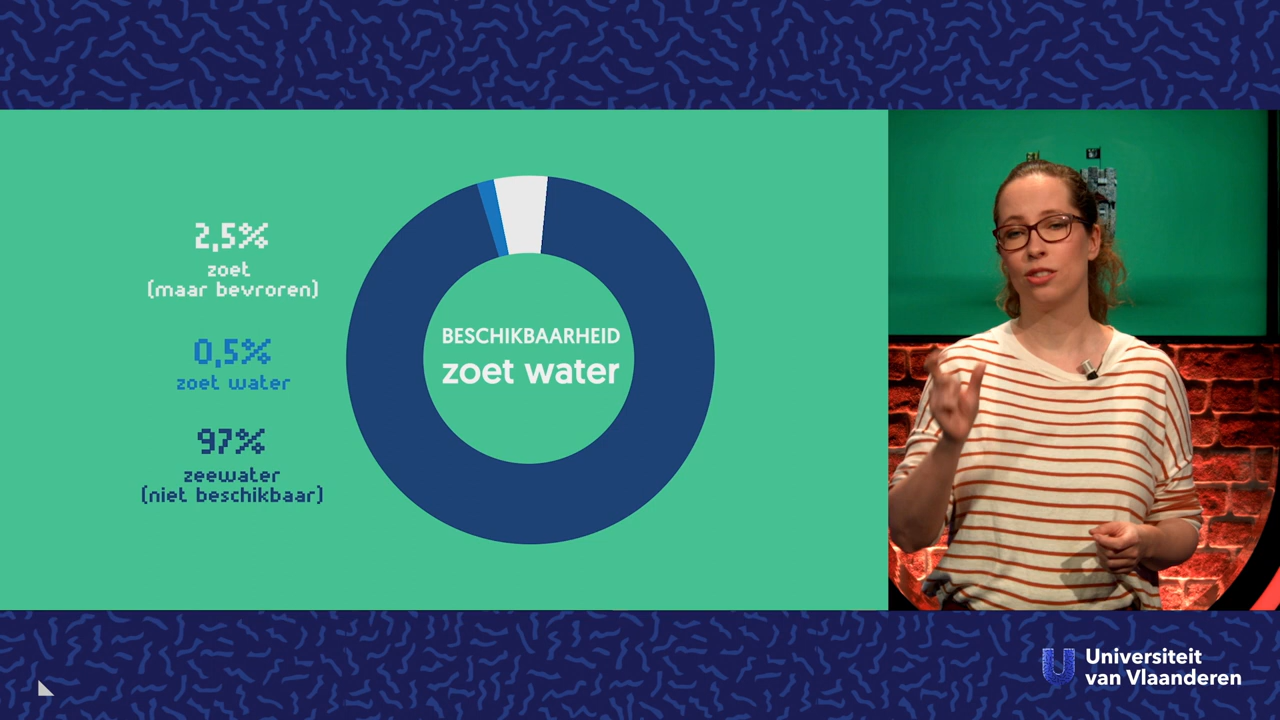 2,5%
zoet
(maar bevroren)
0,5%
zoet water
97%
zeewater
(niet beschikbaar)
BESCHIKBAARHEID
zoet water
Universiteit
van Vlaanderen